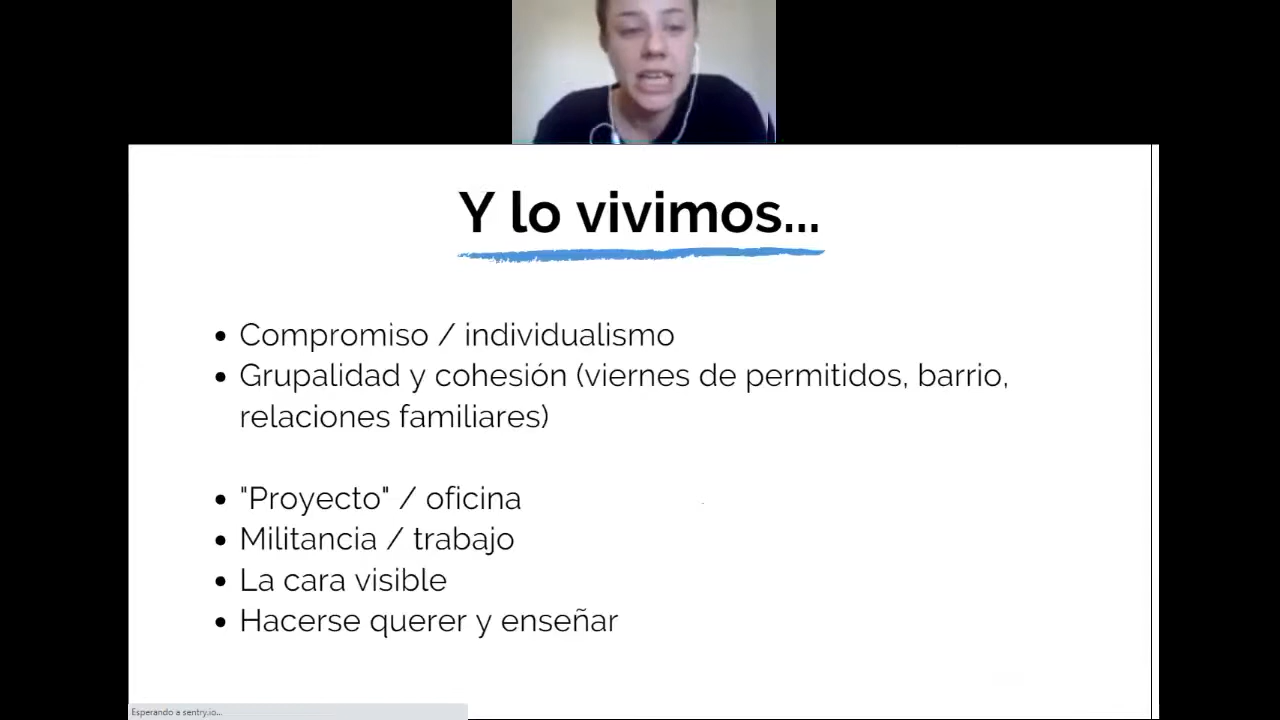 Y lo vivimos...
• Compromiso / individualismo
• Grupalidad y cohesión (viernes de permitidos, barrio,
relaciones familiares)
• "Proyecto" / oficina
• Militancia / trabajo
• La cara visible
• Hacerse querer y enseñar
Esperando a sentry.io...